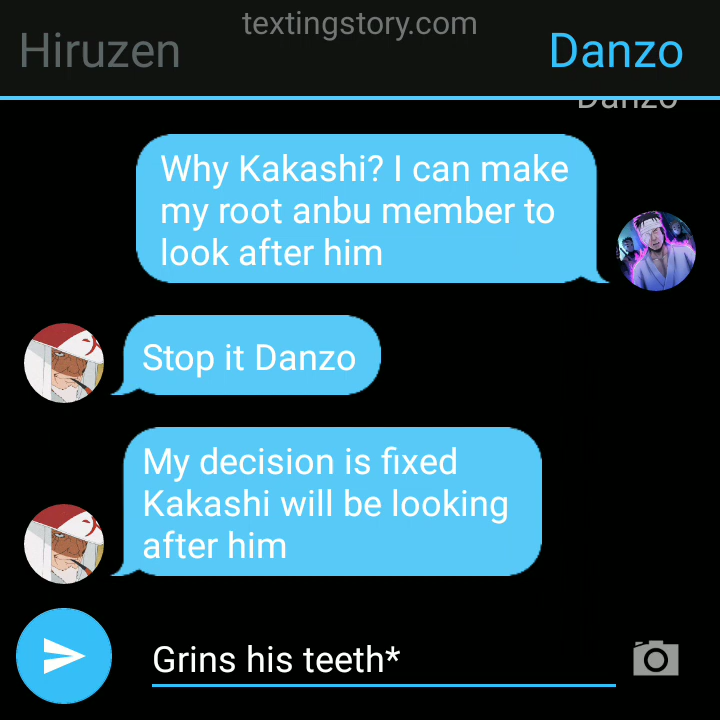 textingstory.com
Hiruzen
Danzo
Danzo
Why Kakashi? I can make
my root anbu member to
look after him
Stop it Danzo
My decision is fixed
Kakashi will be looking
after him
Grins his teeth*